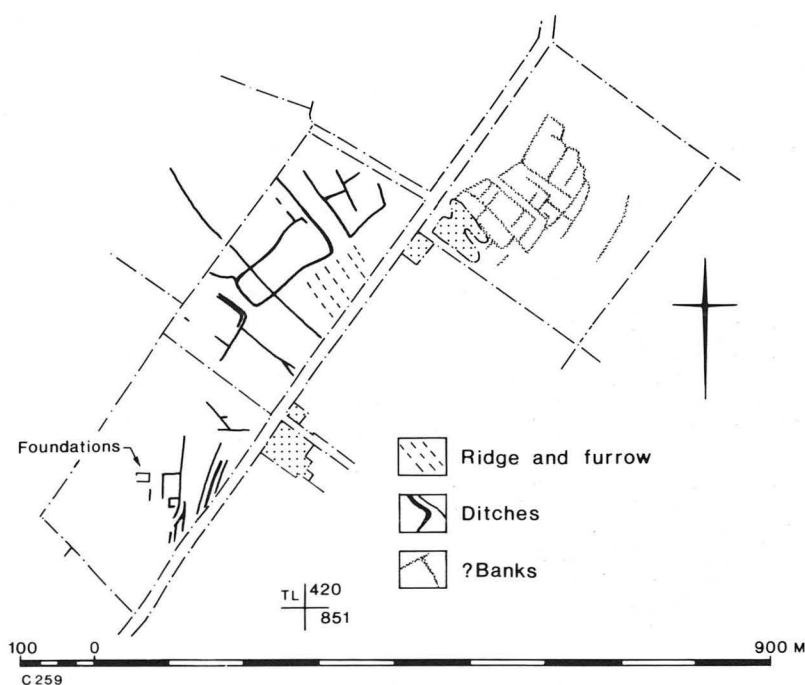 Foundations
Ridge and furrow
Ditches
?Banks
TL 420
851
100 0 900 M
C 259